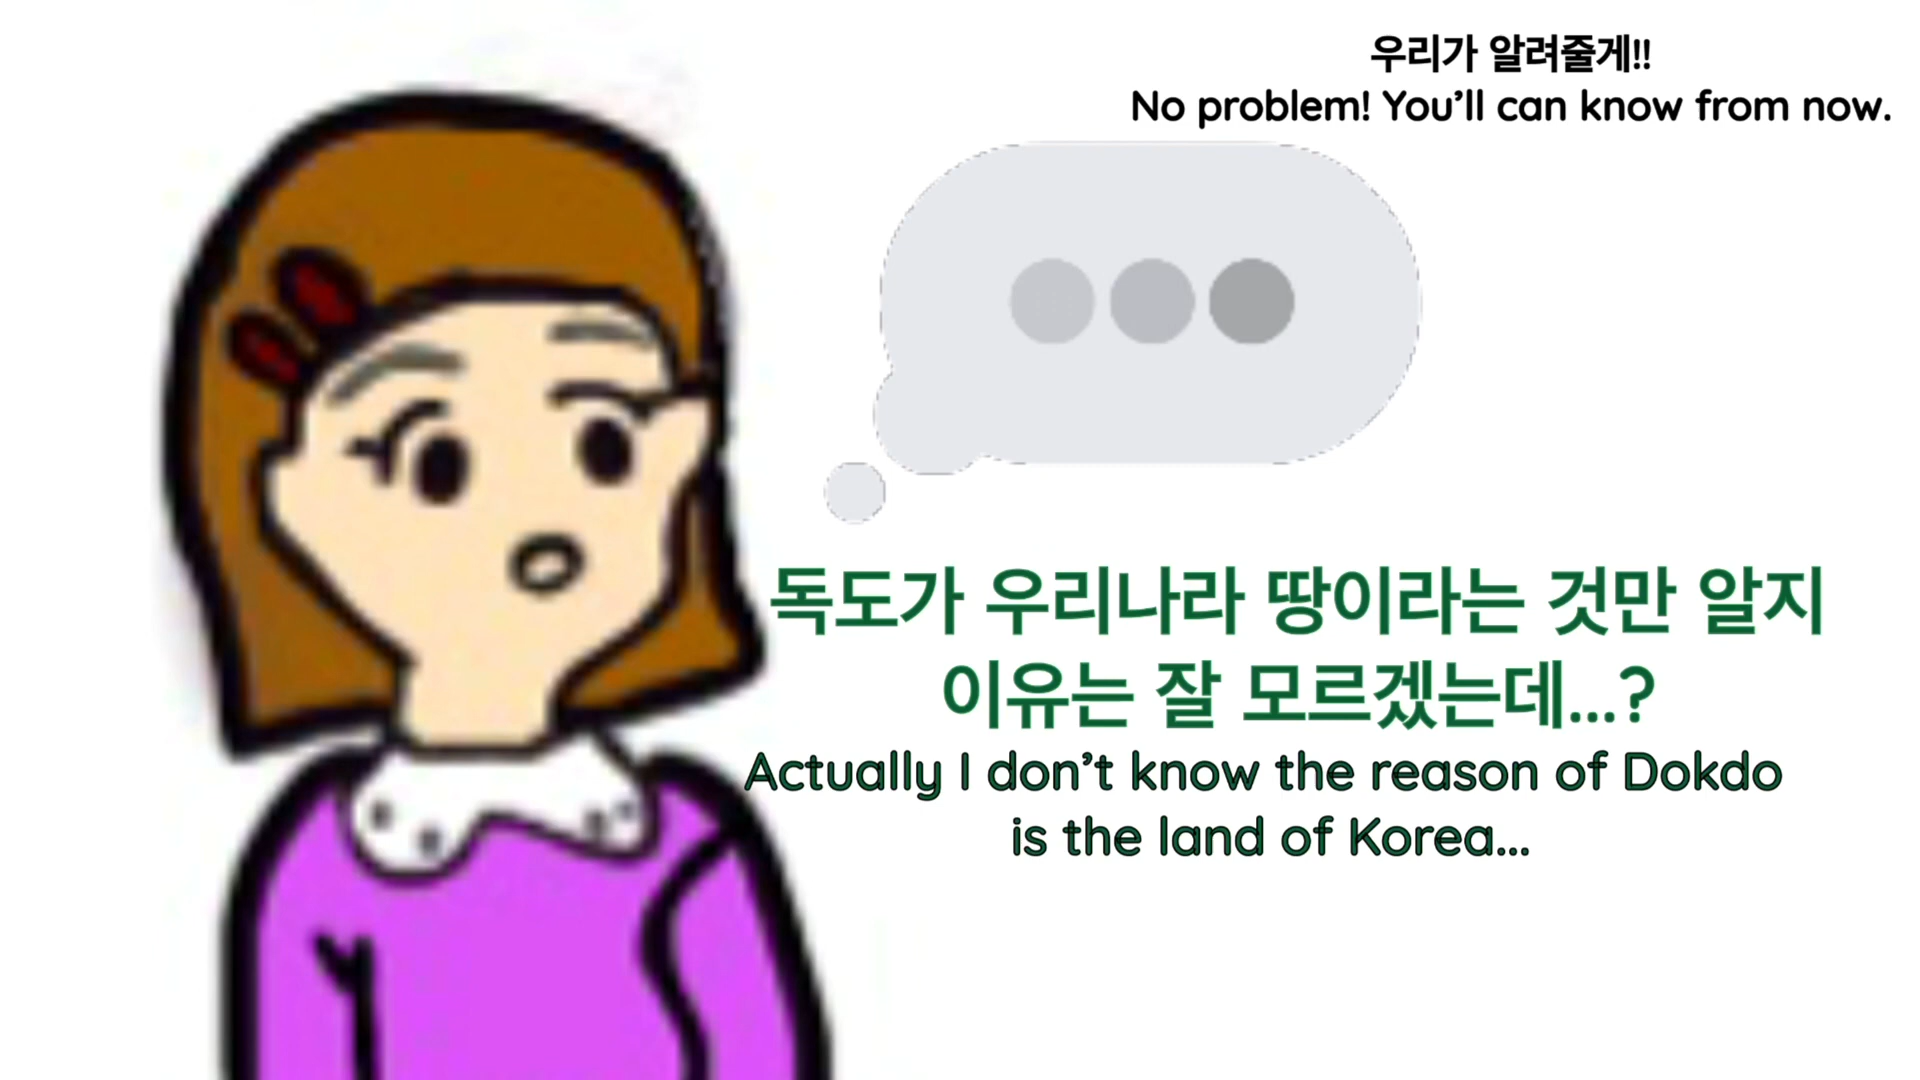 우리가 알려줄게!!
No problem! You'll can know from now.
독도가 우리나라 땅이라는 것만 알지
이유는 잘 모르겠는데...?
Actually I don't know the reason of Dokdo
is the land of Korea...